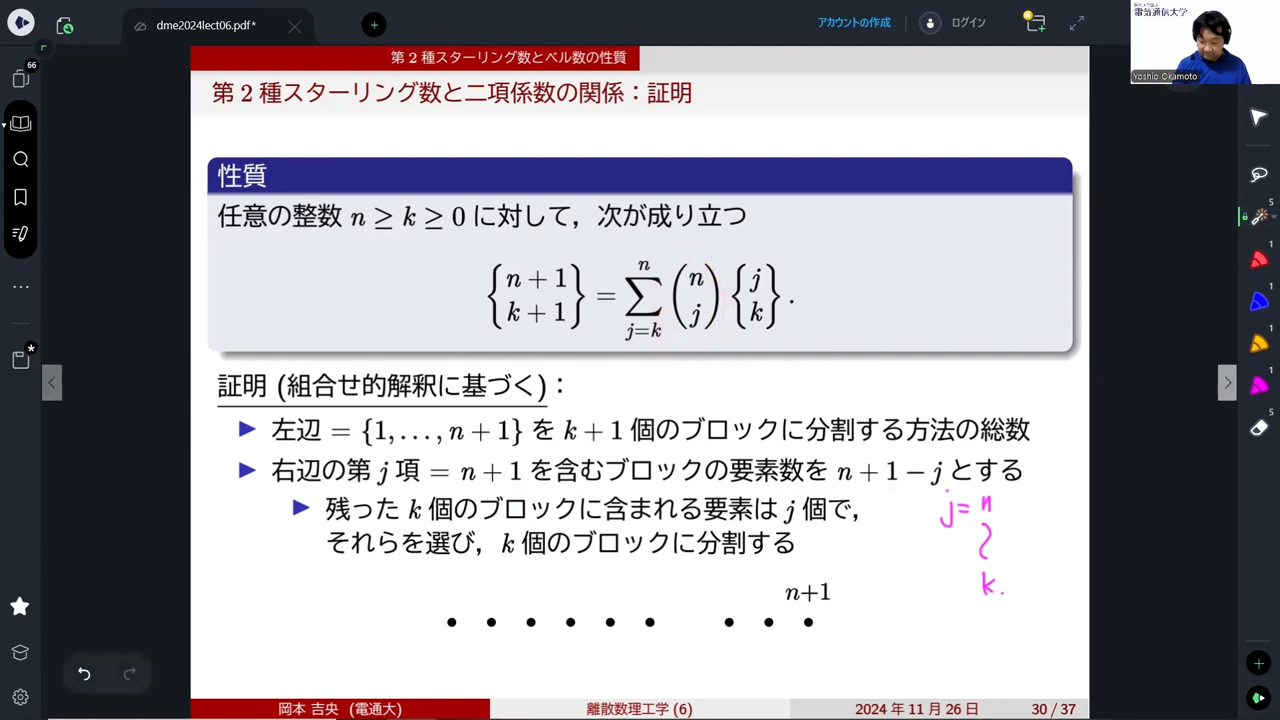 dme2024lect06.pdf*
アカウントの作成
ログイン
電気通信大学
Yoshio Okamoto
66
第 2 種スターリング数とベル数の性質
第 2 種スターリング数と二項係数の関係：証明
性質
任意の整数 n ≥ k ≥ 0 に対して，次が成り立つ
{n + 1 \atop k + 1} = \sum_{j=k}^{n} \binom{n}{j} {j \atop k} .
証明 (組合せ的解釈に基づく)：
▶ 左辺 = {1, . . . , n + 1} を k + 1 個のブロックに分割する方法の総数
▶ 右辺の第 j 項 = n + 1 を含むブロックの要素数を n + 1 − j とする
▶ 残った k 個のブロックに含まれる要素は j 個で，
それらを選び，k 個のブロックに分割する
j = n
〜
k.
n+1
岡本 吉央 (電通大)
離散数理工学 (6)
2024 年 11 月 26 日
30 / 37
5
1
1
1
1
5